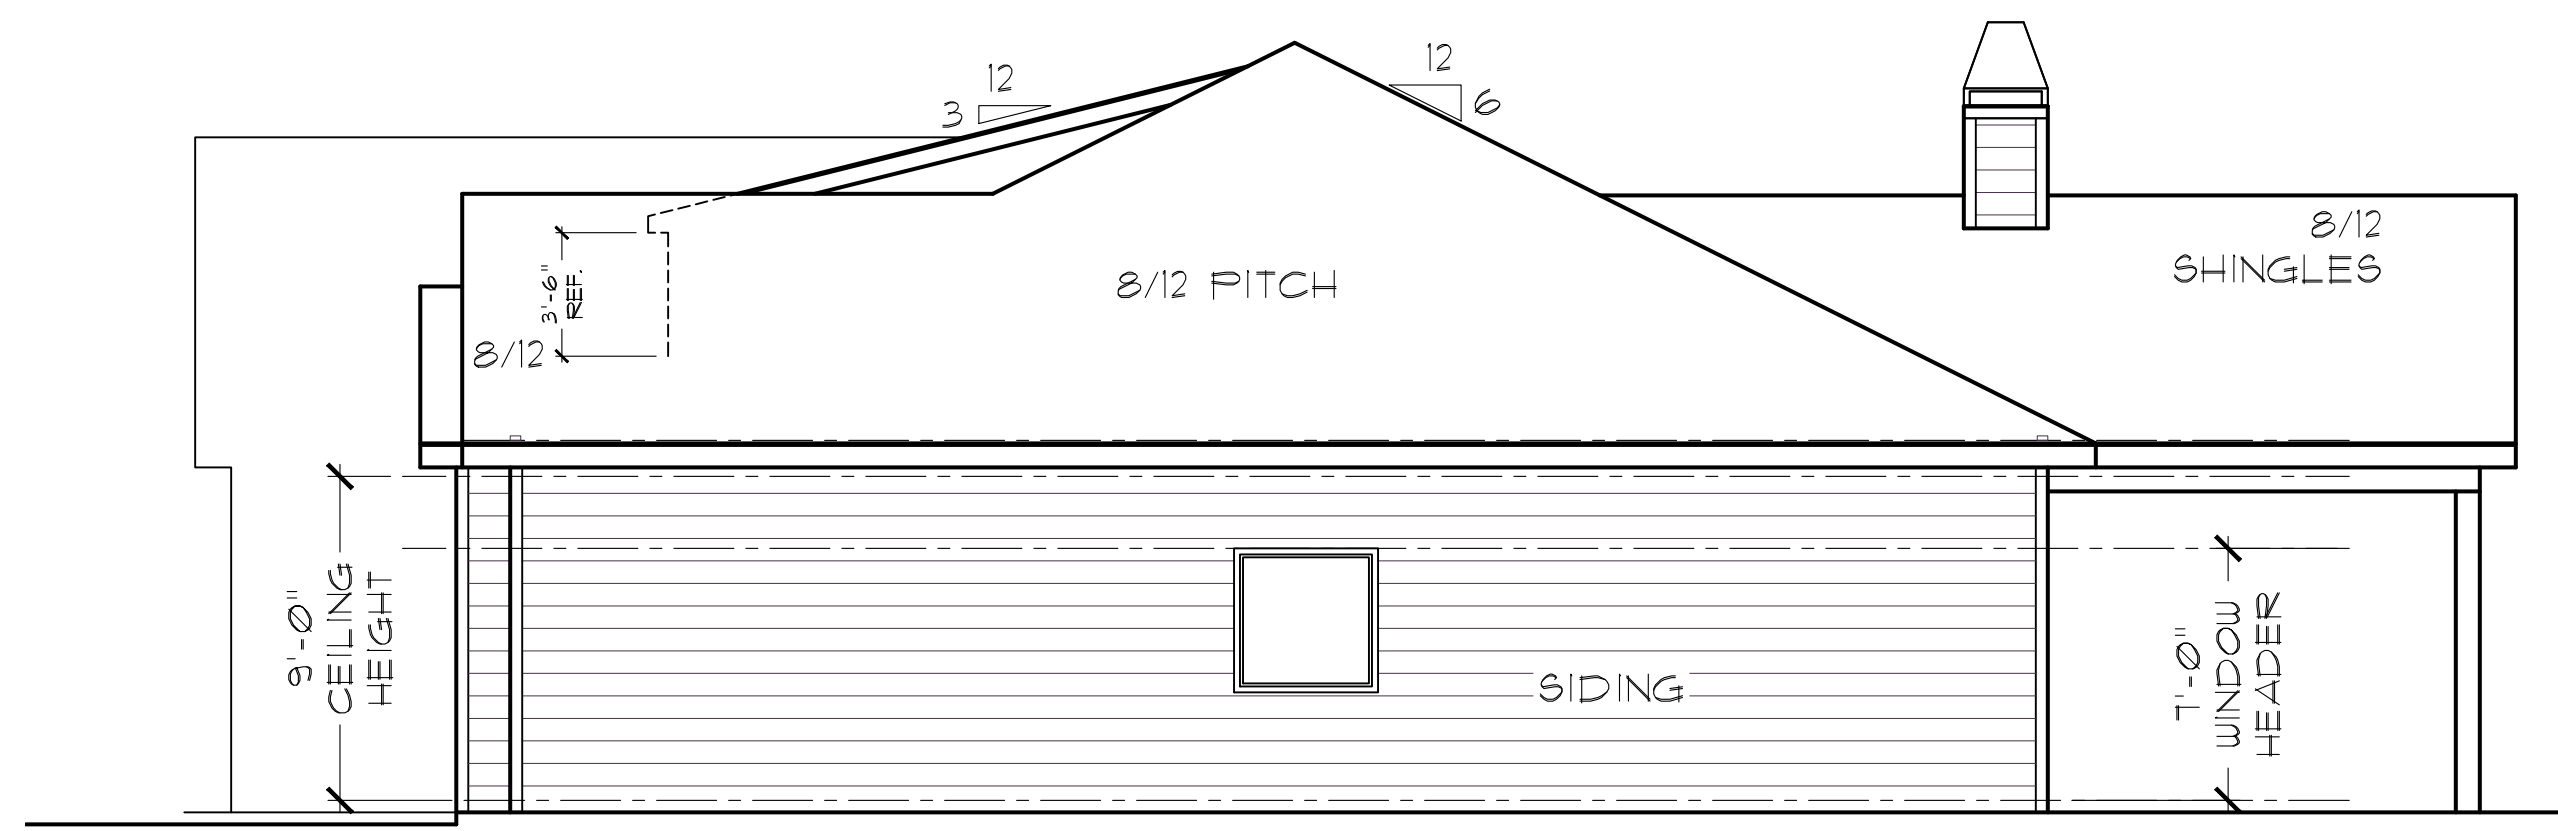 12
3
12
6
8/12
SHINGLES
8/12 PITCH
3'-6"
REF.
8/12
9'-0"
CEILING
HEIGHT
SIDING
7'-0"
WINDOW
HEADER